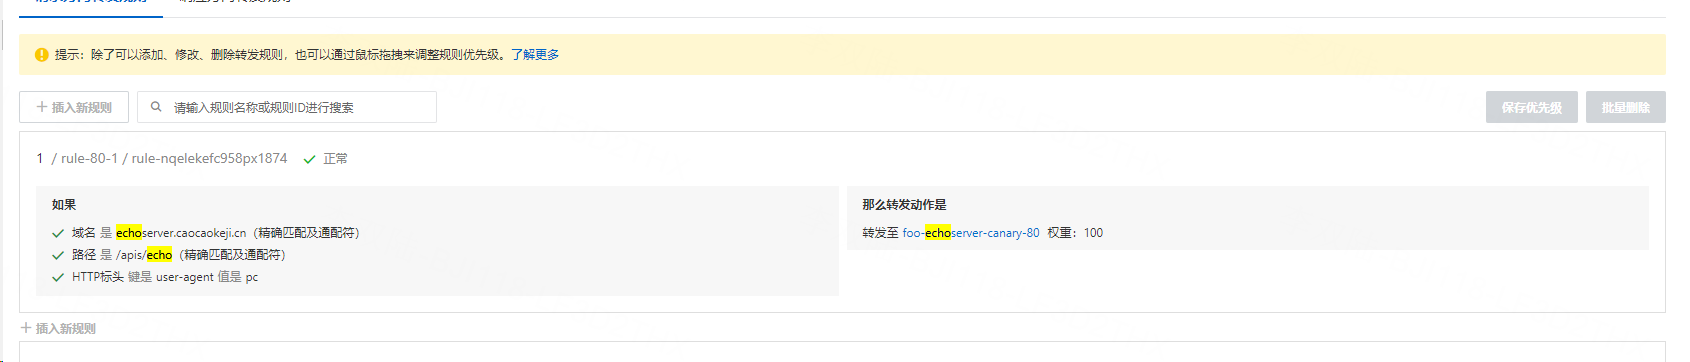 提示：除了可以添加、修改、删除转发规则，也可以通过鼠标拖拽来调整规则优先级。了解更多
+ 插入新规则 请输入规则名称或规则ID进行搜索 保存优先级 批量删除
1 / rule-80-1 / rule-nqelekefc958px1874 正常
如果
域名 是 echoserver.caocaokeji.cn（精确匹配及通配符）
路径 是 /apis/echo（精确匹配及通配符）
HTTP标头 键是 user-agent 值是 pc
那么转发动作是
转发至 foo-echoserver-canary-80 权重：100
+ 插入新规则